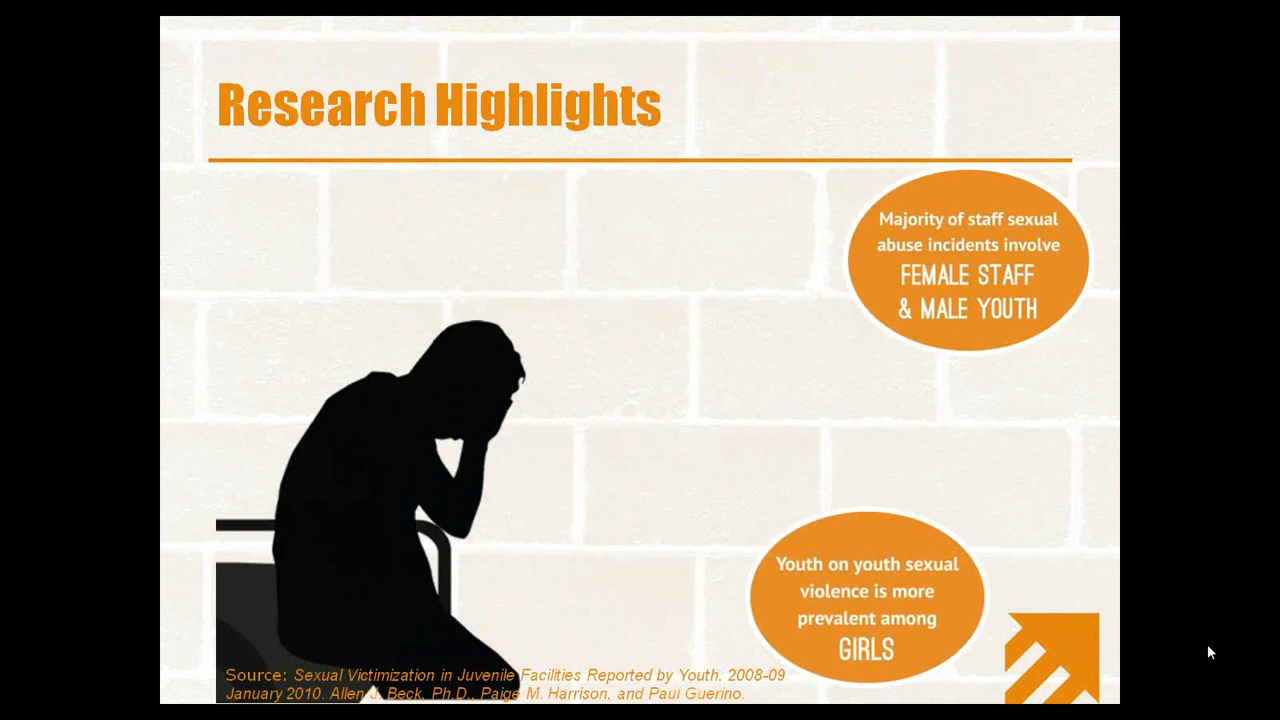 Research Highlights
Majority of staff sexual
abuse incidents involve
FEMALE STAFF
& MALE YOUTH
Youth on youth sexual
violence is more
prevalent among
GIRLS
Source: Sexual Victimization in Juvenile Facilities Reported by Youth, 2008-09
January 2010. Allen J. Beck, Ph.D., Paige M. Harrison, and Paul Guerino.